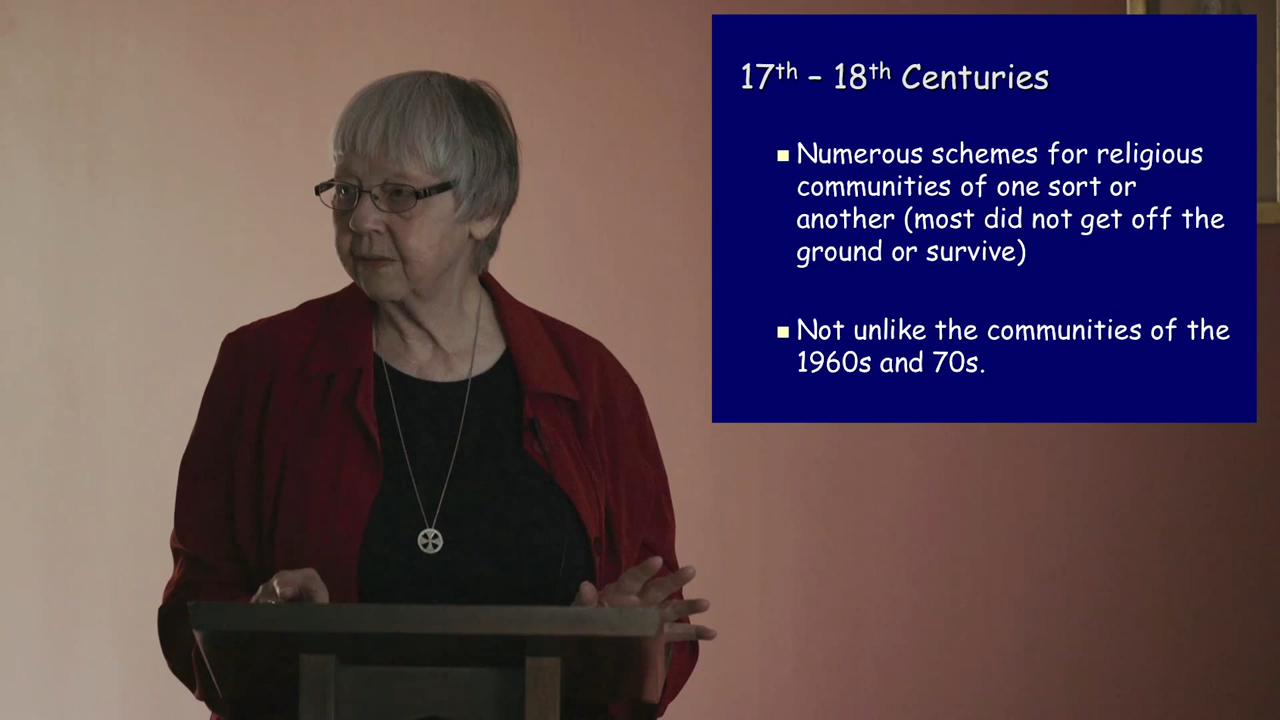 17th – 18th Centuries
Numerous schemes for religious
communities of one sort or
another (most did not get off the
ground or survive)
Not unlike the communities of the
1960s and 70s.